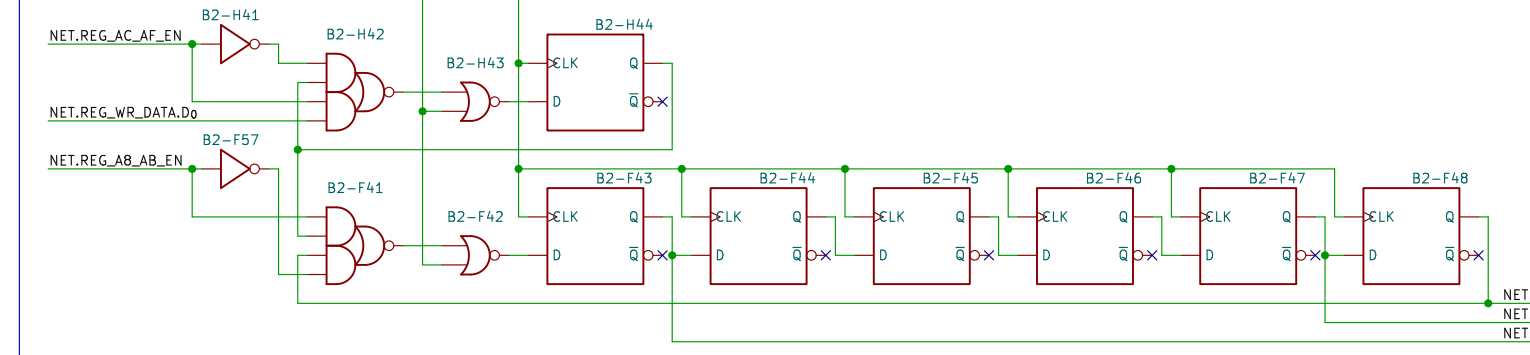 B2-H41
NET.REG_AC_AF_EN
B2-H42
B2-H44
B2-H43
CLK Q
D Q
NET.REG_WR_DATA.D0
B2-F57
NET.REG_A8_AB_EN
B2-F41
B2-F42
B2-F43 B2-F44 B2-F45 B2-F46 B2-F47 B2-F48
CLK Q CLK Q CLK Q CLK Q CLK Q CLK Q
D Q D Q D Q D Q D Q D Q
NET
NET
NET